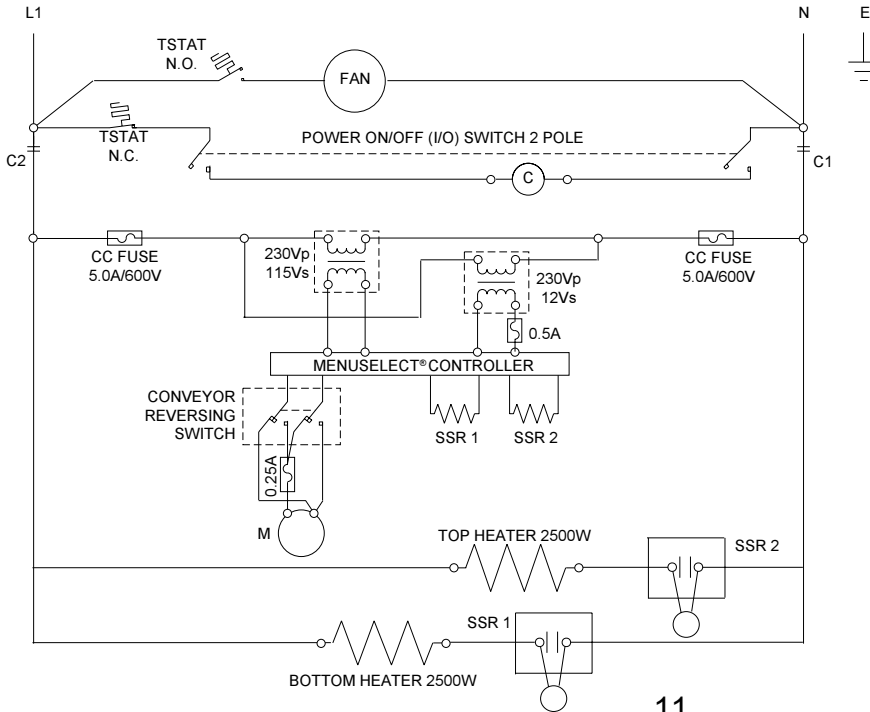 L1
N
E
TSTAT
N.O.
FAN
TSTAT
N.C.
POWER ON/OFF (I/O) SWITCH 2 POLE
C2
C
C1
CC FUSE
5.0A/600V
230Vp
115Vs
230Vp
12Vs
CC FUSE
5.0A/600V
0.5A
MENUSELECT® CONTROLLER
CONVEYOR
REVERSING
SWITCH
SSR 1
SSR 2
0.25A
M
TOP HEATER 2500W
SSR 2
SSR 1
BOTTOM HEATER 2500W
11